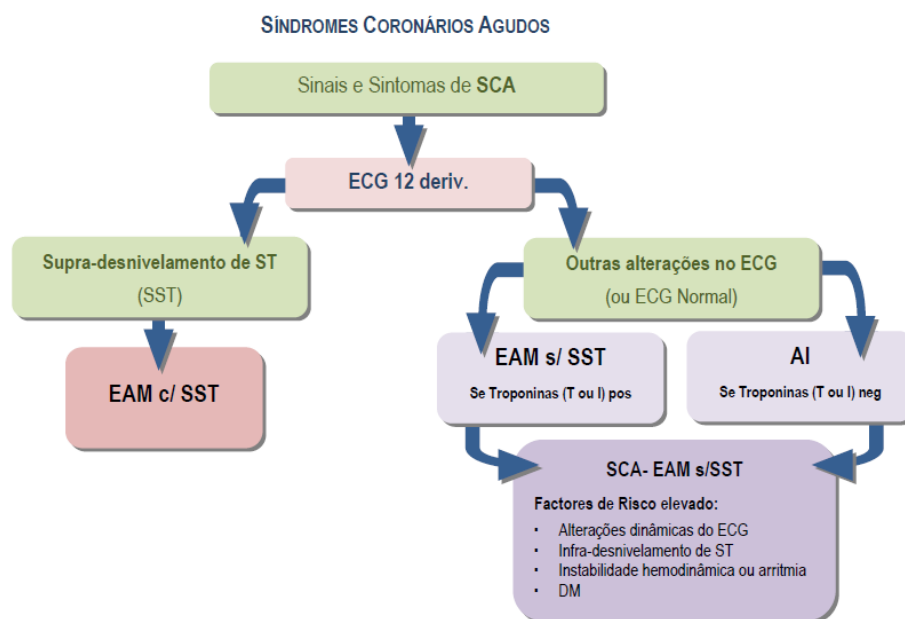 SÍNDROMES CORONÁRIOS AGUDOS
Sinais e Sintomas de SCA
ECG 12 deriv.
Supra-desnivelamento de ST
(SST)
Outras alterações no ECG
(ou ECG Normal)
EAM c/ SST
EAM s/ SST
Se Troponinas (T ou I) pos
AI
Se Troponinas (T ou I) neg
SCA- EAM s/SST
Factores de Risco elevado:
• Alterações dinâmicas do ECG
• Infra-desnivelamento de ST
• Instabilidade hemodinâmica ou arritmia
• DM